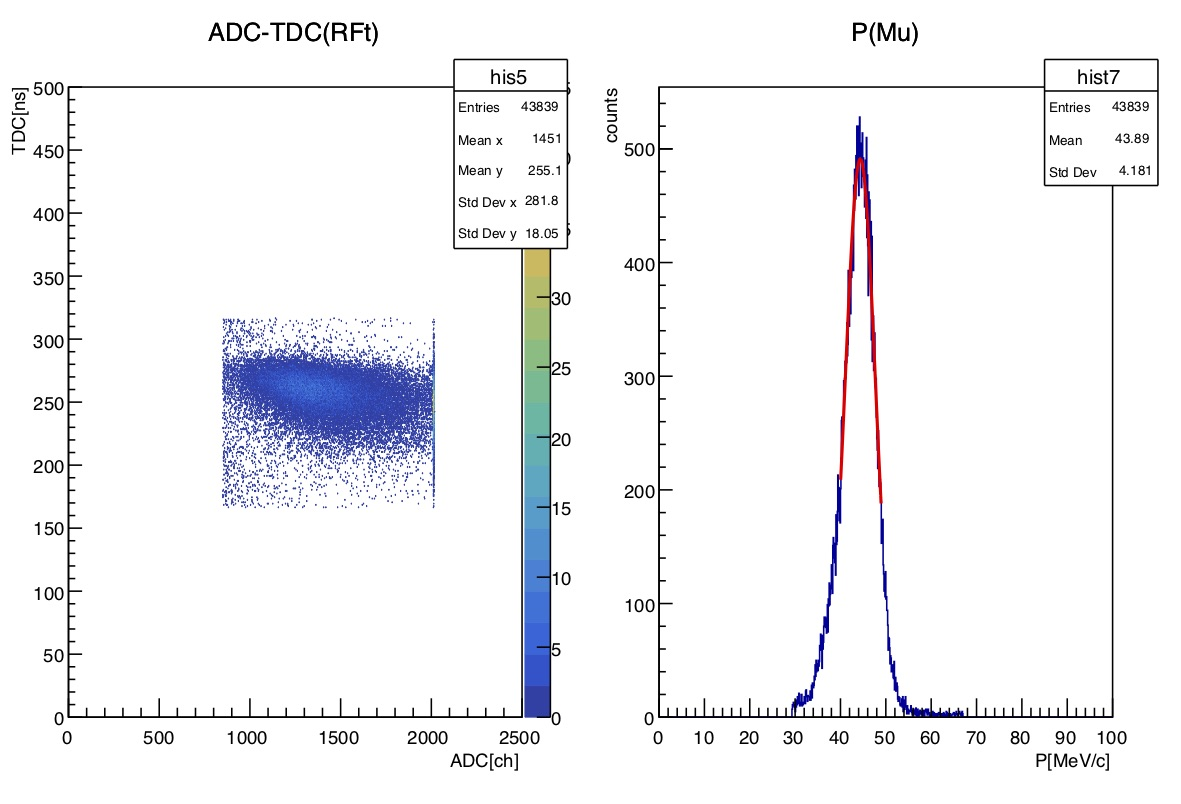 ADC-TDC(RFt)
TDC[ns]
500
450
400
350
300
250
200
150
100
50
0
0 500 1000 1500 2000 2500
ADC[ch]
his5
Entries 43839
Mean x 1451
Mean y 255.1
Std Dev x 281.8
Std Dev y 18.05
30
25
20
15
10
5
0
P(Mu)
counts
500
400
300
200
100
0
0 10 20 30 40 50 60 70 80 90 100
P[MeV/c]
hist7
Entries 43839
Mean 43.89
Std Dev 4.181